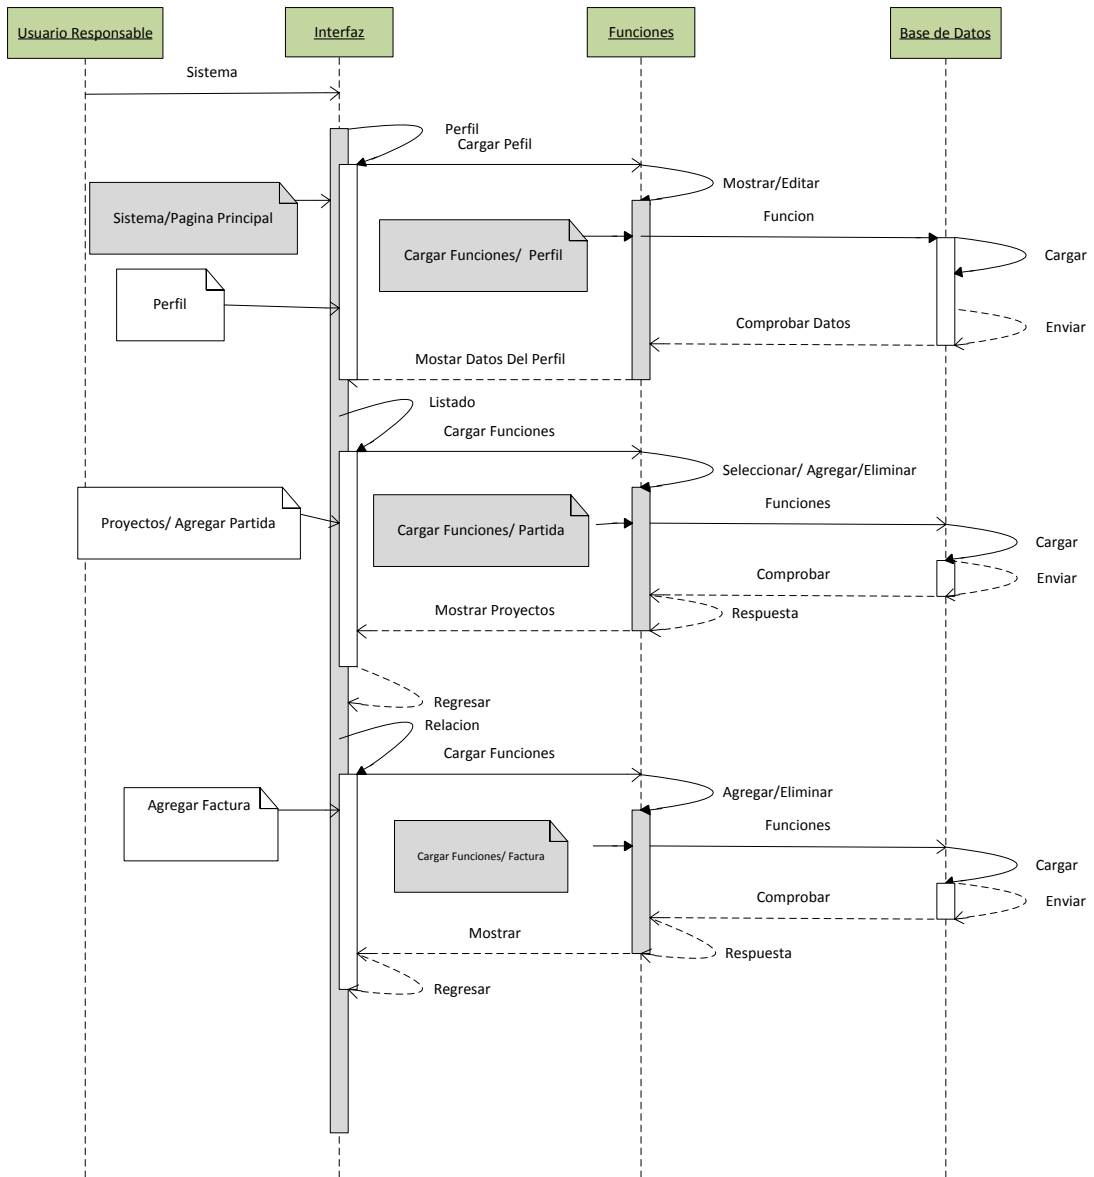 Usuario Responsable
Interfaz
Funciones
Base de Datos
Sistema
Perfil
Cargar Pefil
Mostrar/Editar
Sistema/Pagina Principal
Funcion
Cargar Funciones/ Perfil
Cargar
Perfil
Comprobar Datos
Enviar
Mostar Datos Del Perfil
Listado
Cargar Funciones
Seleccionar/ Agregar/Eliminar
Proyectos/ Agregar Partida
Cargar Funciones/ Partida
Funciones
Cargar
Comprobar
Enviar
Mostrar Proyectos
Respuesta
Regresar
Relacion
Cargar Funciones
Agregar/Eliminar
Agregar Factura
Funciones
Cargar Funciones/ Factura
Cargar
Comprobar
Enviar
Mostrar
Respuesta
Regresar